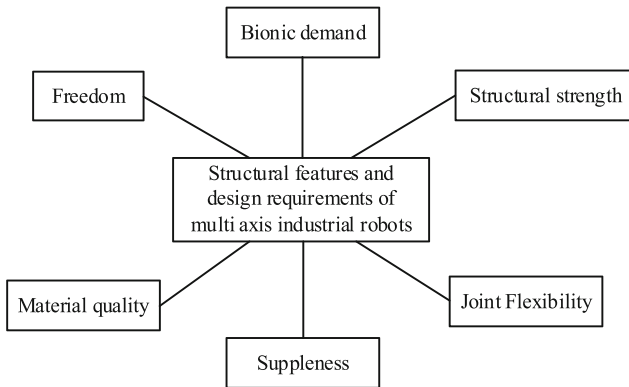 Bionic demand
Freedom
Structural strength
Structural features and
design requirements of
multi axis industrial robots
Material quality
Joint Flexibility
Suppleness